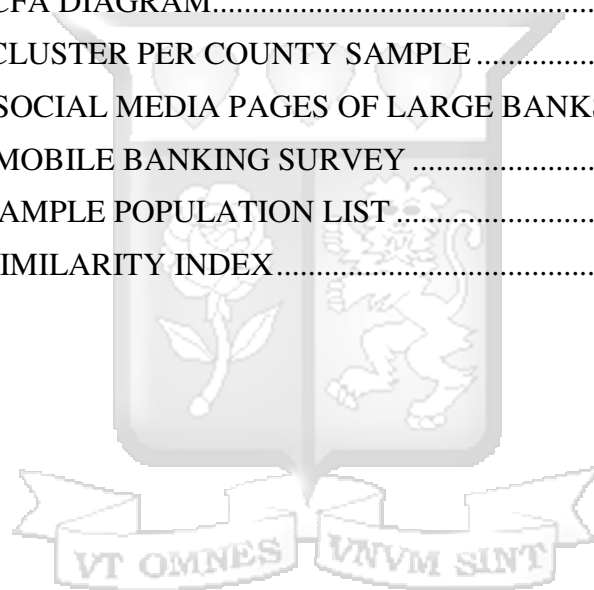 CFA DIAGRAM
CLUSTER PER COUNTY SAMPLE
SOCIAL MEDIA PAGES OF LARGE BANKS
MOBILE BANKING SURVEY
AMPLE POPULATION LIST
IMILARITY INDEX
VT OMNES VNVM SINT